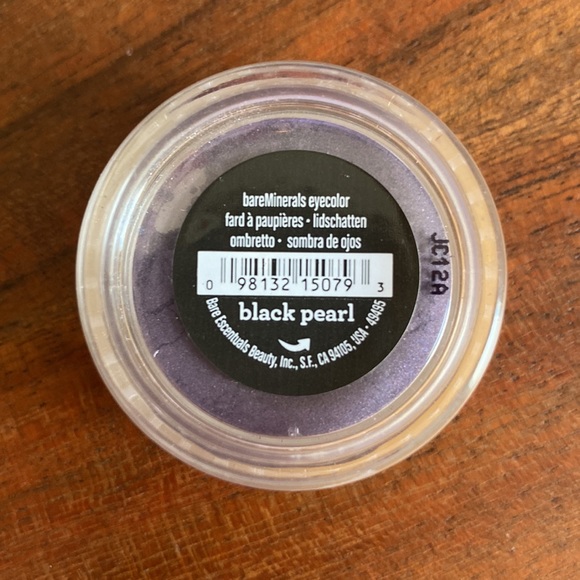 bareMinerals eyecolor
fard à paupières • lidschatten
ombretto • sombra de ojos
0 98132 15079 3
black pearl
Bare Escentuals Beauty, Inc., S.F., CA 94105, USA • 49495
JC12A